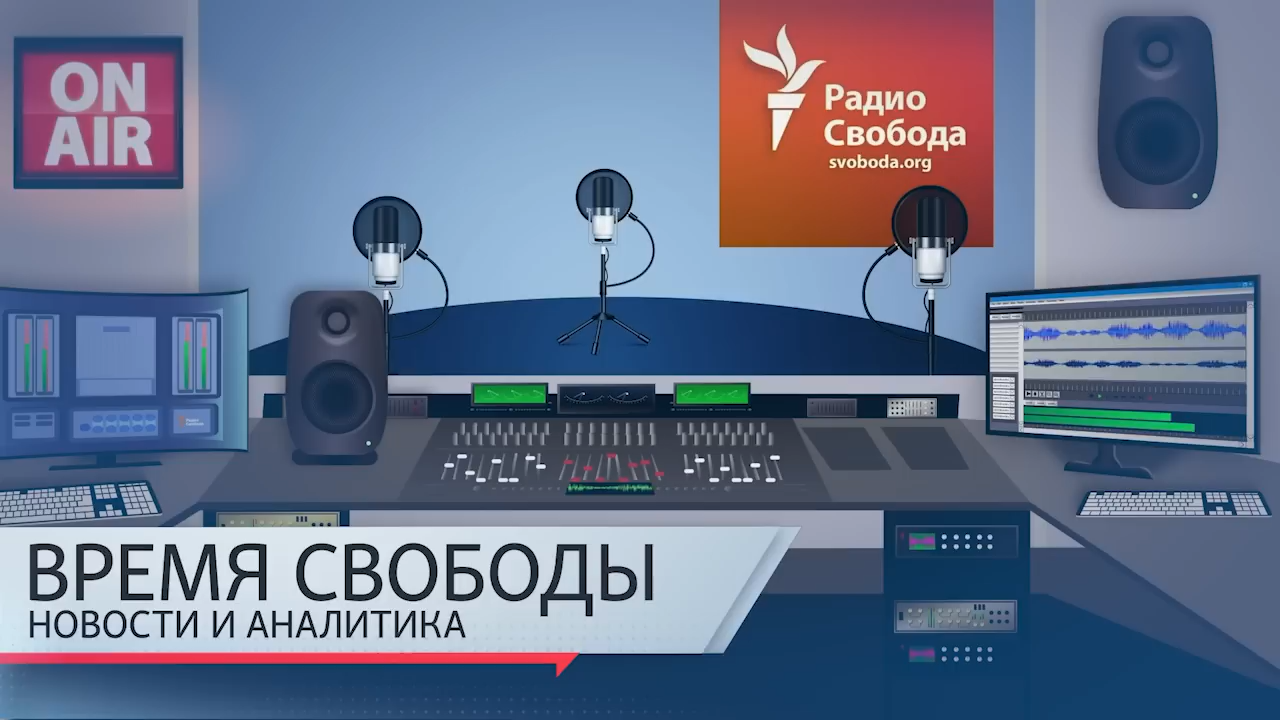 ON
AIR
Радио
Свобода
svoboda.org
ВРЕМЯ СВОБОДЫ
НОВОСТИ И АНАЛИТИКА